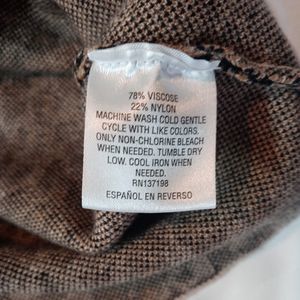 78% VISCOSE
22% NYLON
MACHINE WASH COLD GENTLE
CYCLE WITH LIKE COLORS.
ONLY NON-CHLORINE BLEACH
WHEN NEEDED. TUMBLE DRY
LOW. COOL IRON WHEN
NEEDED.
RN137198
ESPAÑOL EN REVERSO